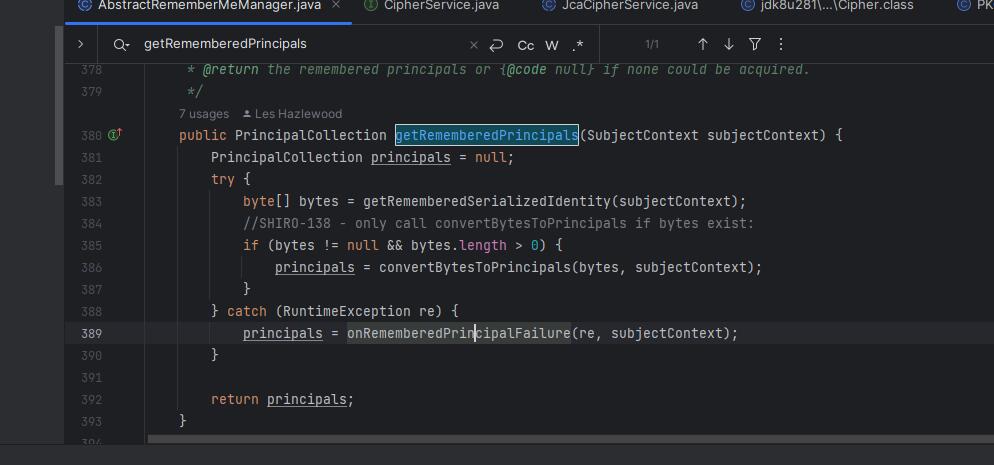 AbstractRememberMeManager.java × CipherService.java JcaCipherService.java jdk8u281\...\Cipher.class PK
getRememberedPrincipals × Cc W .* 1/1
378 * @return the remembered principals or {@code null} if none could be acquired.
379 */
7 usages Les Hazlewood
380 public PrincipalCollection getRememberedPrincipals(SubjectContext subjectContext) {
381 PrincipalCollection principals = null;
382 try {
383 byte[] bytes = getRememberedSerializedIdentity(subjectContext);
384 //SHIRO-138 - only call convertBytesToPrincipals if bytes exist:
385 if (bytes != null && bytes.length > 0) {
386 principals = convertBytesToPrincipals(bytes, subjectContext);
387 }
388 } catch (RuntimeException re) {
389 principals = onRememberedPrincipalFailure(re, subjectContext);
390 }
391
392 return principals;
393 }
394